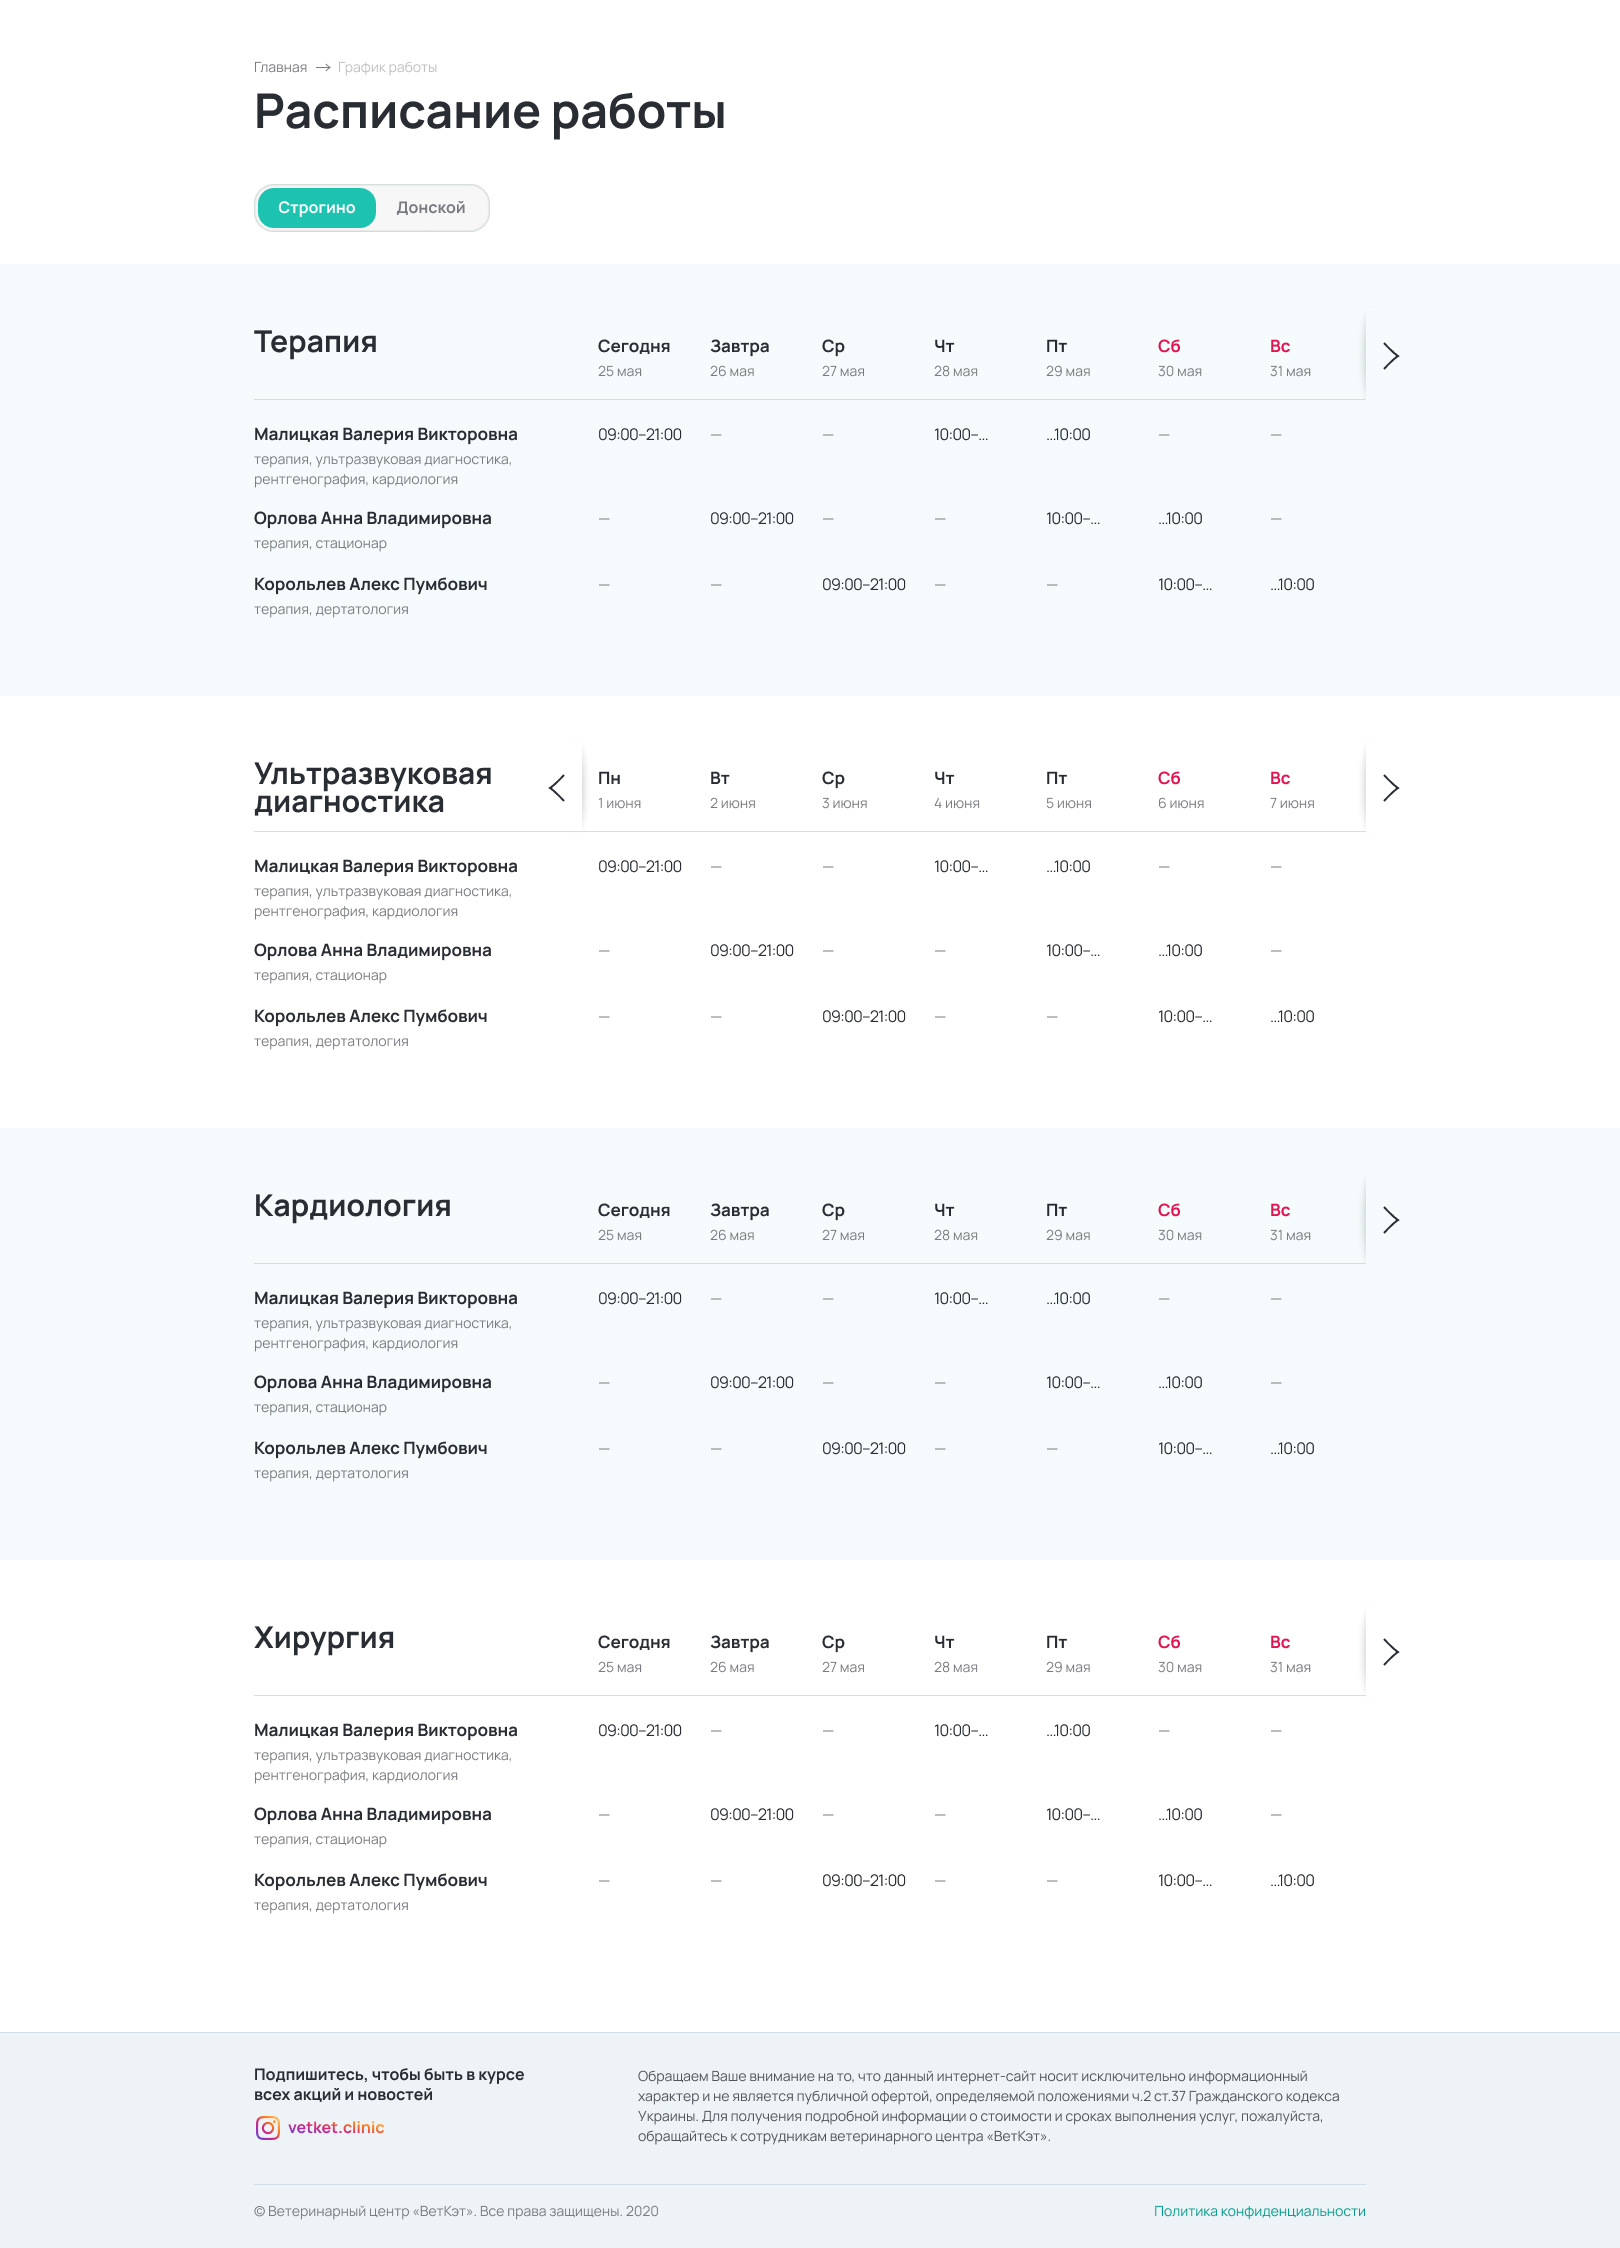 Главная → График работы
Расписание работы
Строгино Донской
Терапия
Сегодня Завтра Ср Чт Пт Сб Вс
25 мая 26 мая 27 мая 28 мая 29 мая 30 мая 31 мая
Малицкая Валерия Викторовна 09:00–21:00 — — 10:00–... ...10:00 — —
терапия, ультразвуковая диагностика,
рентгенография, кардиология
Орлова Анна Владимировна — 09:00–21:00 — — 10:00–... ...10:00 —
терапия, стационар
Корольлев Алекс Пумбович — — 09:00–21:00 — — 10:00–... ...10:00
терапия, дертатология
Ультразвуковая
диагностика
Пн Вт Ср Чт Пт Сб Вс
1 июня 2 июня 3 июня 4 июня 5 июня 6 июня 7 июня
Малицкая Валерия Викторовна 09:00–21:00 — — 10:00–... ...10:00 — —
терапия, ультразвуковая диагностика,
рентгенография, кардиология
Орлова Анна Владимировна — 09:00–21:00 — — 10:00–... ...10:00 —
терапия, стационар
Корольлев Алекс Пумбович — — 09:00–21:00 — — 10:00–... ...10:00
терапия, дертатология
Кардиология
Сегодня Завтра Ср Чт Пт Сб Вс
25 мая 26 мая 27 мая 28 мая 29 мая 30 мая 31 мая
Малицкая Валерия Викторовна 09:00–21:00 — — 10:00–... ...10:00 — —
терапия, ультразвуковая диагностика,
рентгенография, кардиология
Орлова Анна Владимировна — 09:00–21:00 — — 10:00–... ...10:00 —
терапия, стационар
Корольлев Алекс Пумбович — — 09:00–21:00 — — 10:00–... ...10:00
терапия, дертатология
Хирургия
Сегодня Завтра Ср Чт Пт Сб Вс
25 мая 26 мая 27 мая 28 мая 29 мая 30 мая 31 мая
Малицкая Валерия Викторовна 09:00–21:00 — — 10:00–... ...10:00 — —
терапия, ультразвуковая диагностика,
рентгенография, кардиология
Орлова Анна Владимировна — 09:00–21:00 — — 10:00–... ...10:00 —
терапия, стационар
Корольлев Алекс Пумбович — — 09:00–21:00 — — 10:00–... ...10:00
терапия, дертатология
Подпишитесь, чтобы быть в курсе
всех акций и новостей
vetket.clinic
Обращаем Ваше внимание на то, что данный интернет-сайт носит исключительно информационный
характер и не является публичной офертой, определяемой положениями ч.2 ст.37 Гражданского кодекса
Украины. Для получения подробной информации о стоимости и сроках выполнения услуг, пожалуйста,
обращайтесь к сотрудникам ветеринарного центра «ВетКэт».
© Ветеринарный центр «ВетКэт». Все права защищены. 2020
Политика конфиденциальности